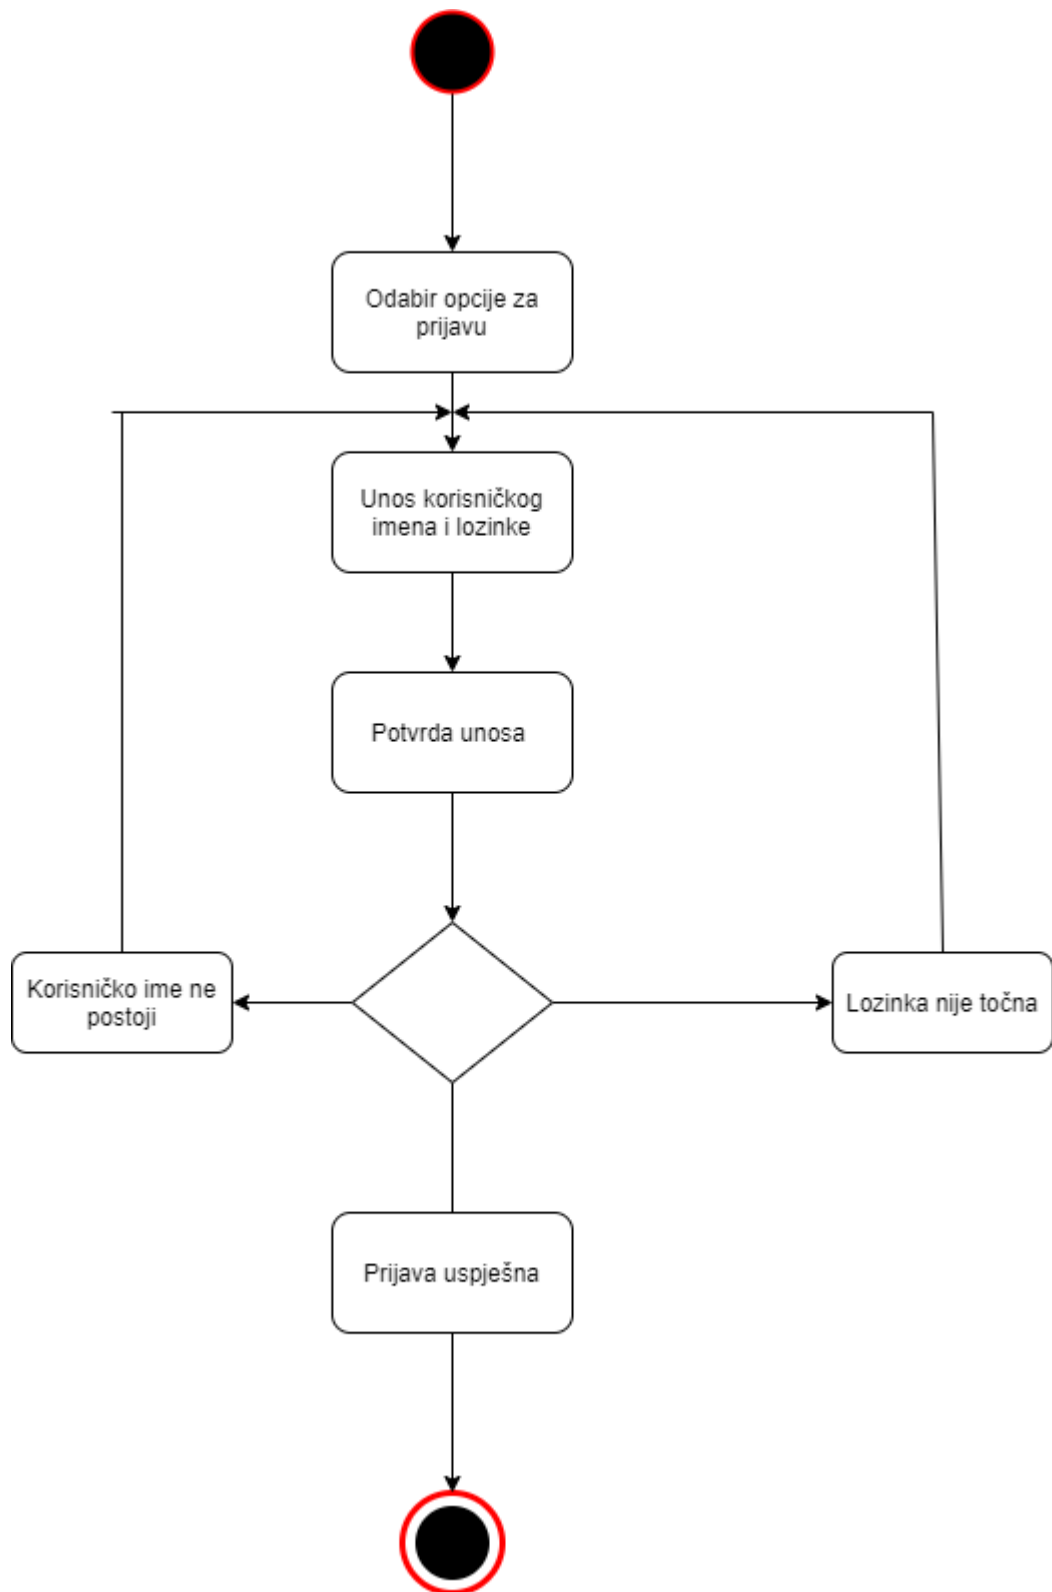 Odabir opcije za
prijavu
Unos korisničkog
imena i lozinke
Potvrda unosa
Korisničko ime ne
postoji
Lozinka nije točna
Prijava uspješna